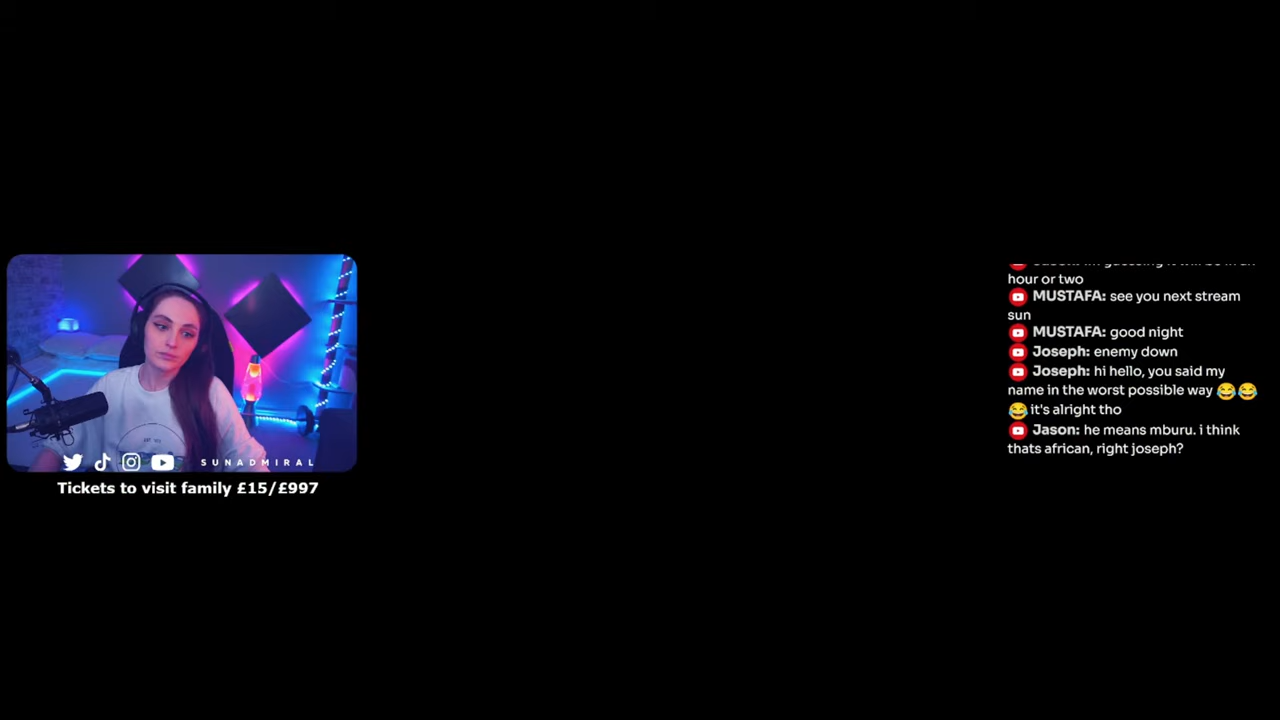 hour or two
MUSTAFA: see you next stream
sun
MUSTAFA: good night
Joseph: enemy down
Joseph: hi hello, you said my
name in the worst possible way 😂😂
😂 it's alright tho
Jason: he means mburu. i think
thats african, right joseph?
SUNADMIRAL
Tickets to visit family £15/£997